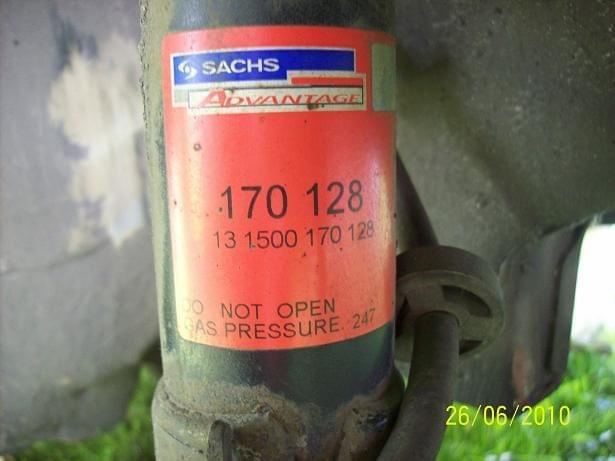 SACHS
ADVANTAGE
170 128
13 1500 170 128
DO NOT OPEN
GAS PRESSURE 247
26/06/2010